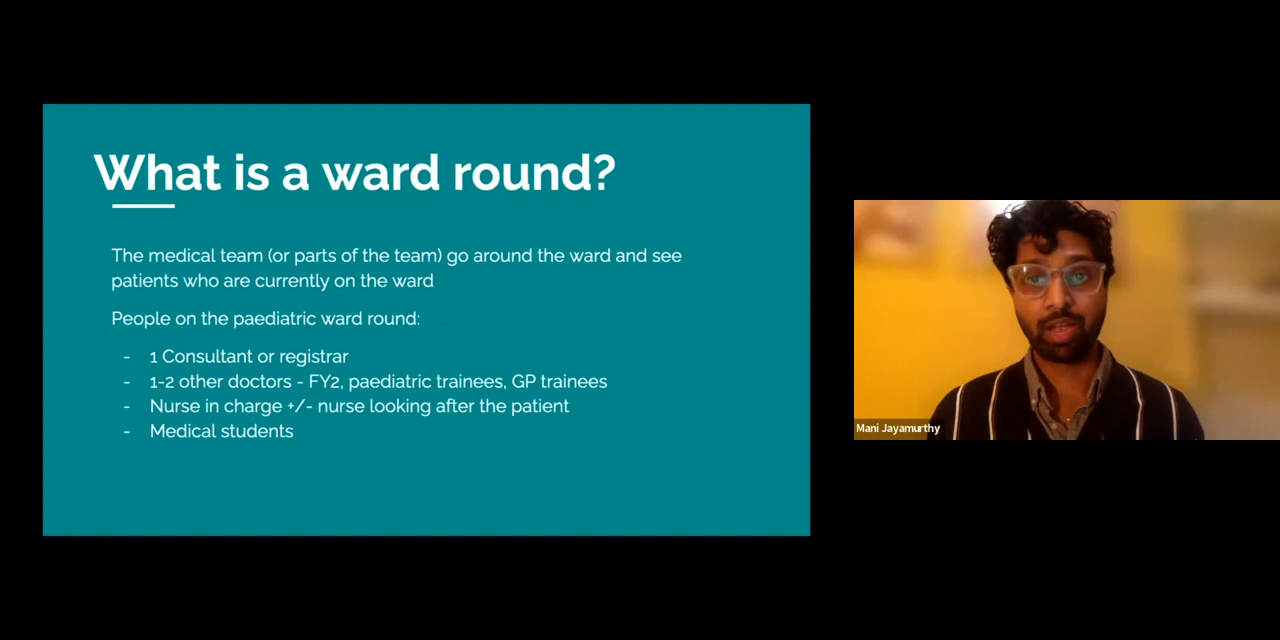 What is a ward round?
The medical team (or parts of the team) go around the ward and see
patients who are currently on the ward
People on the paediatric ward round:
- 1 Consultant or registrar
- 1-2 other doctors - FY2, paediatric trainees, GP trainees
- Nurse in charge +/- nurse looking after the patient
- Medical students
Mani Jayamurthy